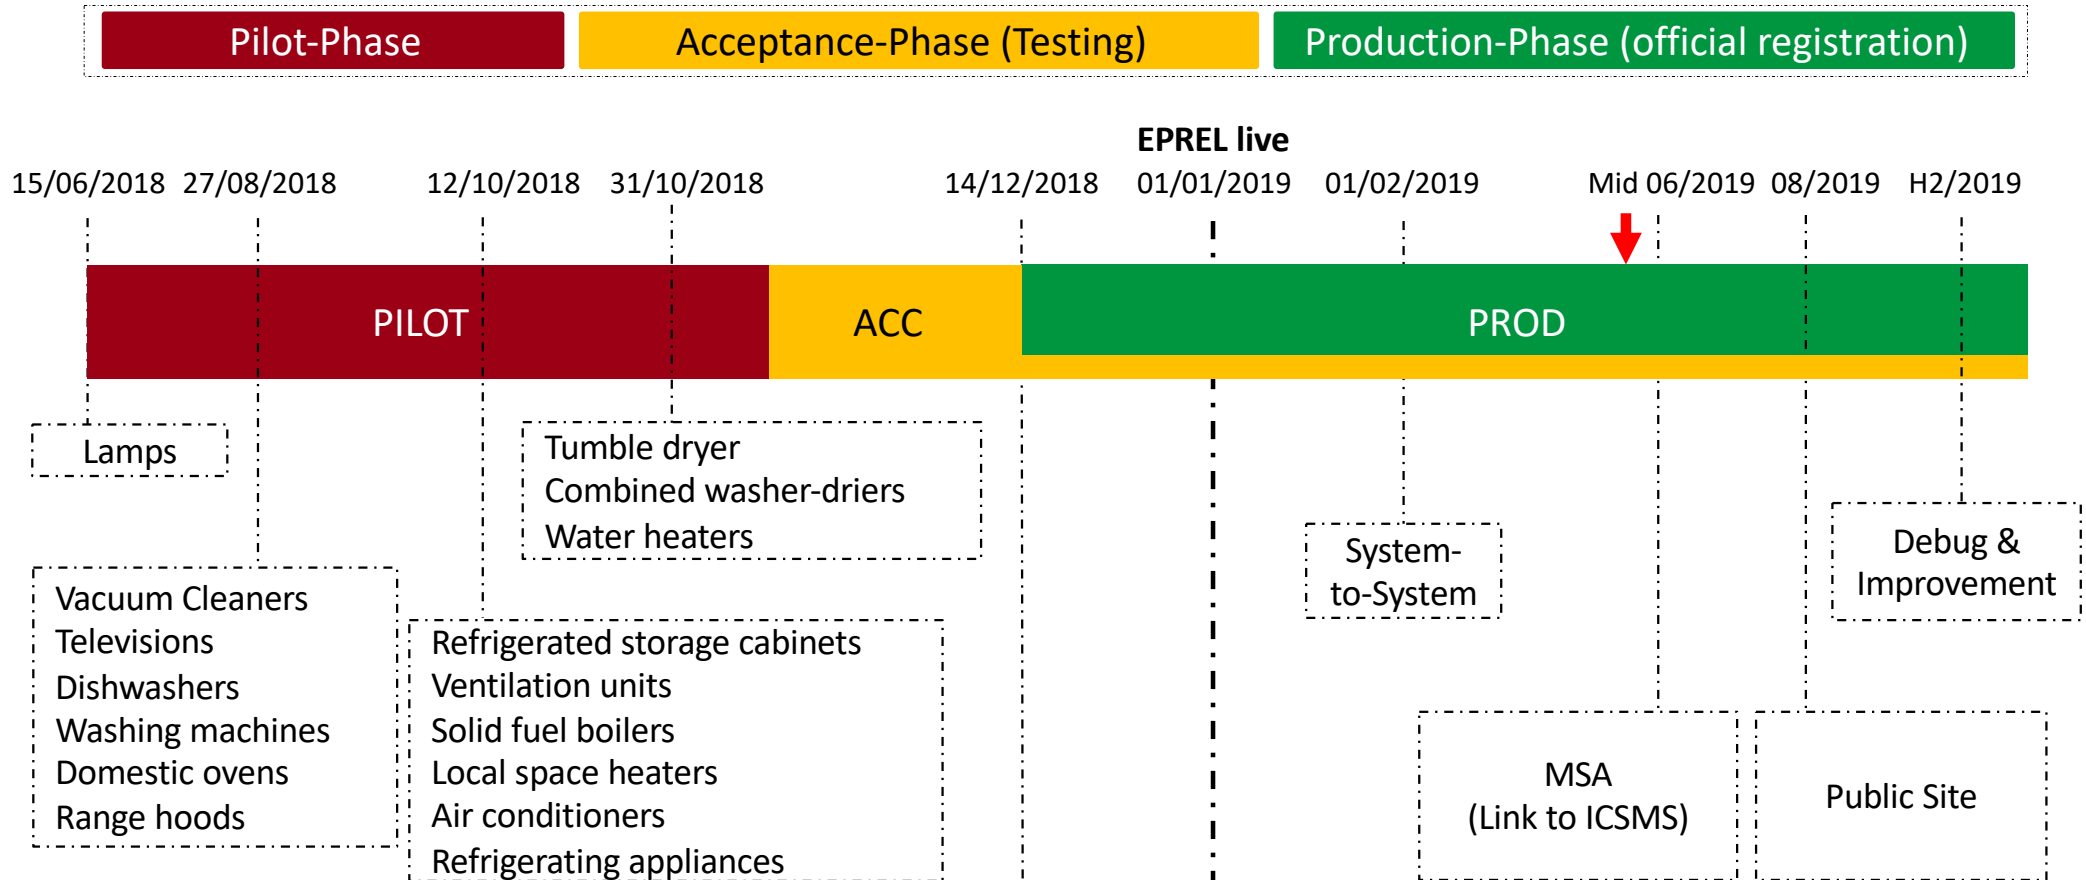 Pilot-Phase
Acceptance-Phase (Testing)
Production-Phase (official registration)
EPREL live
15/06/2018
27/08/2018
12/10/2018
31/10/2018
14/12/2018
01/01/2019
01/02/2019
Mid 06/2019
08/2019
H2/2019
PILOT
ACC
PROD
Lamps
Tumble dryer
Combined washer-driers
Water heaters
Vacuum Cleaners
Televisions
Dishwashers
Washing machines
Domestic ovens
Range hoods
Refrigerated storage cabinets
Ventilation units
Solid fuel boilers
Local space heaters
Air conditioners
Refrigerating appliances
System-
to-System
Debug &
Improvement
MSA
(Link to ICSMS)
Public Site